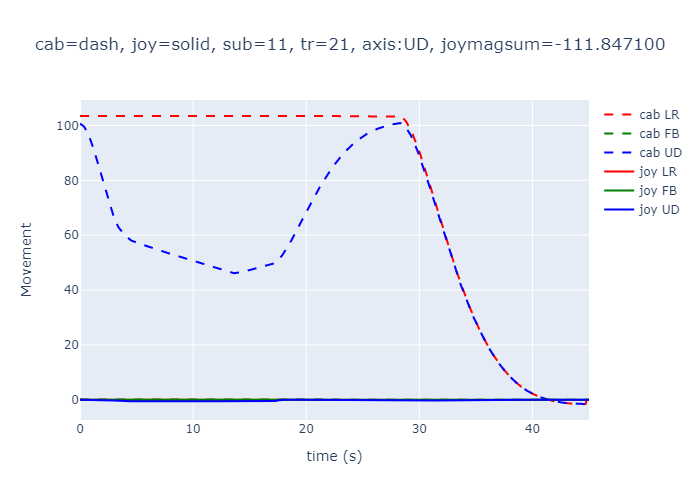 cab=dash, joy=solid, sub=11, tr=21, axis:UD, joymagsum=-111.847100
cab LR
cab FB
cab UD
joy LR
joy FB
joy UD
Movement
100
80
60
40
20
0
0 10 20 30 40
time (s)